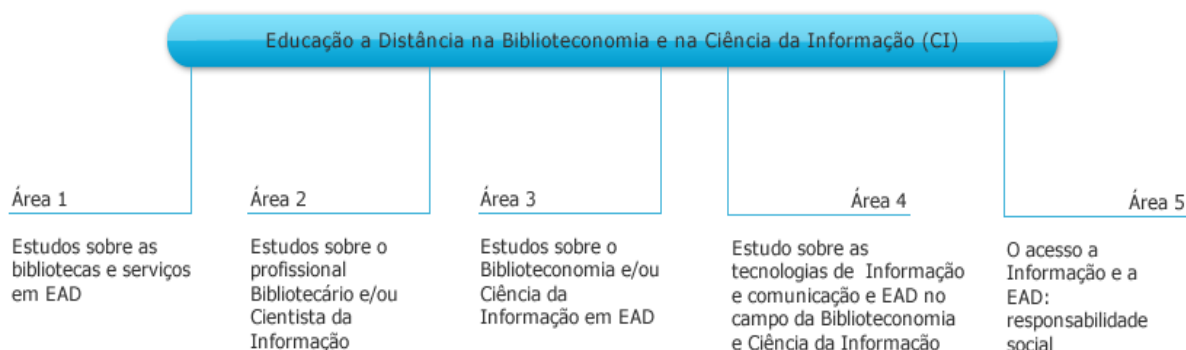 Educação a Distância na Biblioteconomia e na Ciência da Informação (CI)
Área 1
Estudos sobre as
bibliotecas e serviços
em EAD
Área 2
Estudos sobre o
profissional
Bibliotecário e/ou
Cientista da
Informação
Área 3
Estudos sobre o
Biblioteconomia e/ou
Ciência da
Informação em EAD
Área 4
Estudo sobre as
tecnologias de Informação
e comunicação e EAD no
campo da Biblioteconomia
e Ciência da Informação
Área 5
O acesso a
Informação e a
EAD:
responsabilidade
social